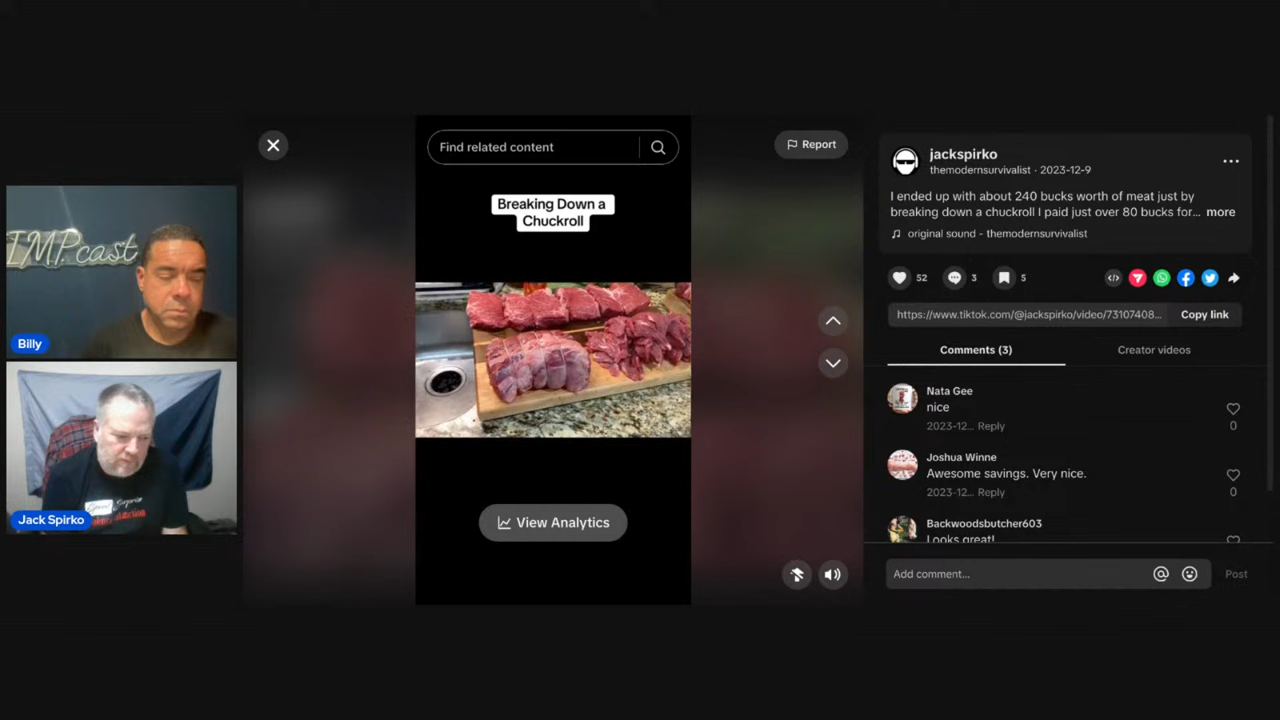 IMP.cast
Billy
Jack Spirko
Find related content
Breaking Down a
Chuckroll
View Analytics
Report
jackspirko
themodernsurvivalist · 2023-12-9
I ended up with about 240 bucks worth of meat just by
breaking down a chuckroll I paid just over 80 bucks for... more
original sound - themodernsurvivalist
52
3
5
https://www.tiktok.com/@jackspirko/video/73107408...
Copy link
Comments (3)
Creator videos
Nata Gee
nice
2023-12... Reply
0
Joshua Winne
Awesome savings. Very nice.
2023-12... Reply
0
Backwoodsbutcher603
Looks great!
Add comment...
Post